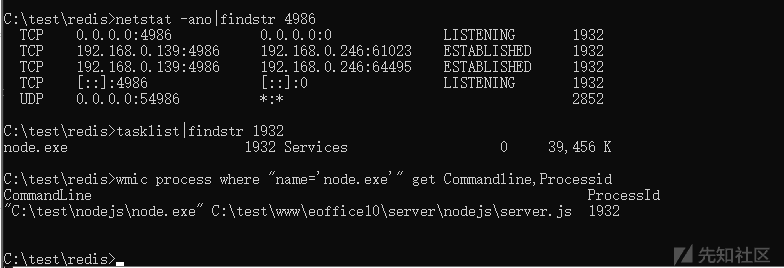 C:\test\redis>netstat -ano|findstr 4986
TCP 0.0.0.0:4986 0.0.0.0:0 LISTENING 1932
TCP 192.168.0.139:4986 192.168.0.246:61023 ESTABLISHED 1932
TCP 192.168.0.139:4986 192.168.0.246:64495 ESTABLISHED 1932
TCP [::]:4986 [::]:0 LISTENING 1932
UDP 0.0.0.0:54986 *:* 2852
C:\test\redis>tasklist|findstr 1932
node.exe 1932 Services 0 39,456 K
C:\test\redis>wmic process where "name='node.exe'" get Commandline,Processid
CommandLine ProcessId
"C:\test\nodejs\node.exe" C:\test\www\eoffice10\server\nodejs\server.js 1932
C:\test\redis>
先知社区